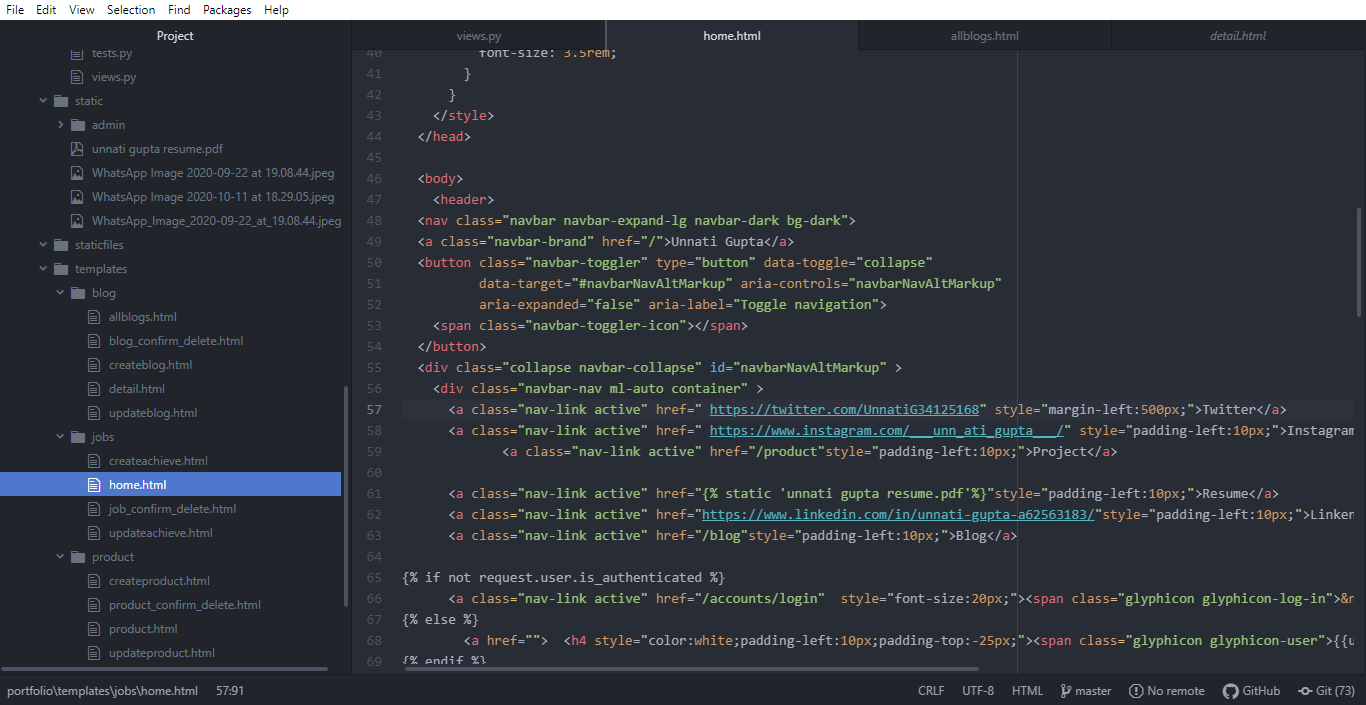 File Edit View Selection Find Packages Help
Project
tests.py
views.py
static
admin
unnati gupta resume.pdf
WhatsApp Image 2020-09-22 at 19.08.44.jpeg
WhatsApp Image 2020-10-11 at 18.29.05.jpeg
WhatsApp_Image_2020-09-22_at_19.08.44.jpeg
staticfiles
templates
blog
allblogs.html
blog_confirm_delete.html
createblog.html
detail.html
updateblog.html
jobs
createachieve.html
home.html
job_confirm_delete.html
updateachieve.html
product
createproduct.html
product_confirm_delete.html
product.html
updateproduct.html
views.py home.html allblogs.html detail.html
40 font-size: 3.5rem;
41 }
42 }
43 </style>
44 </head>
45
46 <body>
47 <header>
48 <nav class="navbar navbar-expand-lg navbar-dark bg-dark">
49 <a class="navbar-brand" href="/">Unnati Gupta</a>
50 <button class="navbar-toggler" type="button" data-toggle="collapse"
51 data-target="#navbarNavAltMarkup" aria-controls="navbarNavAltMarkup"
52 aria-expanded="false" aria-label="Toggle navigation">
53 <span class="navbar-toggler-icon"></span>
54 </button>
55 <div class="collapse navbar-collapse" id="navbarNavAltMarkup" >
56 <div class="navbar-nav ml-auto container" >
57 <a class="nav-link active" href=" https://twitter.com/UnnatiG34125168" style="margin-left:500px;">Twitter</a>
58 <a class="nav-link active" href=" https://www.instagram.com/___unn_ati_gupta___/" style="padding-left:10px;">Instagram
59 <a class="nav-link active" href="/product"style="padding-left:10px;">Project</a>
60
61 <a class="nav-link active" href="{% static 'unnati gupta resume.pdf'%}"style="padding-left:10px;">Resume</a>
62 <a class="nav-link active" href="https://www.linkedin.com/in/unnati-gupta-a62563183/"style="padding-left:10px;">Linken
63 <a class="nav-link active" href="/blog"style="padding-left:10px;">Blog</a>
64
65 {% if not request.user.is_authenticated %}
66 <a class="nav-link active" href="/accounts/login"  style="font-size:20px;"><span class="glyphicon glyphicon-log-in">&n
67 {% else %}
68 <a href="">  <h4 style="color:white;padding-left:10px;padding-top:-25px;"><span class="glyphicon glyphicon-user">{{u
69 {% endif %}
portfolio\templates\jobs\home.html 57:91 CRLF UTF-8 HTML master No remote GitHub Git (73)